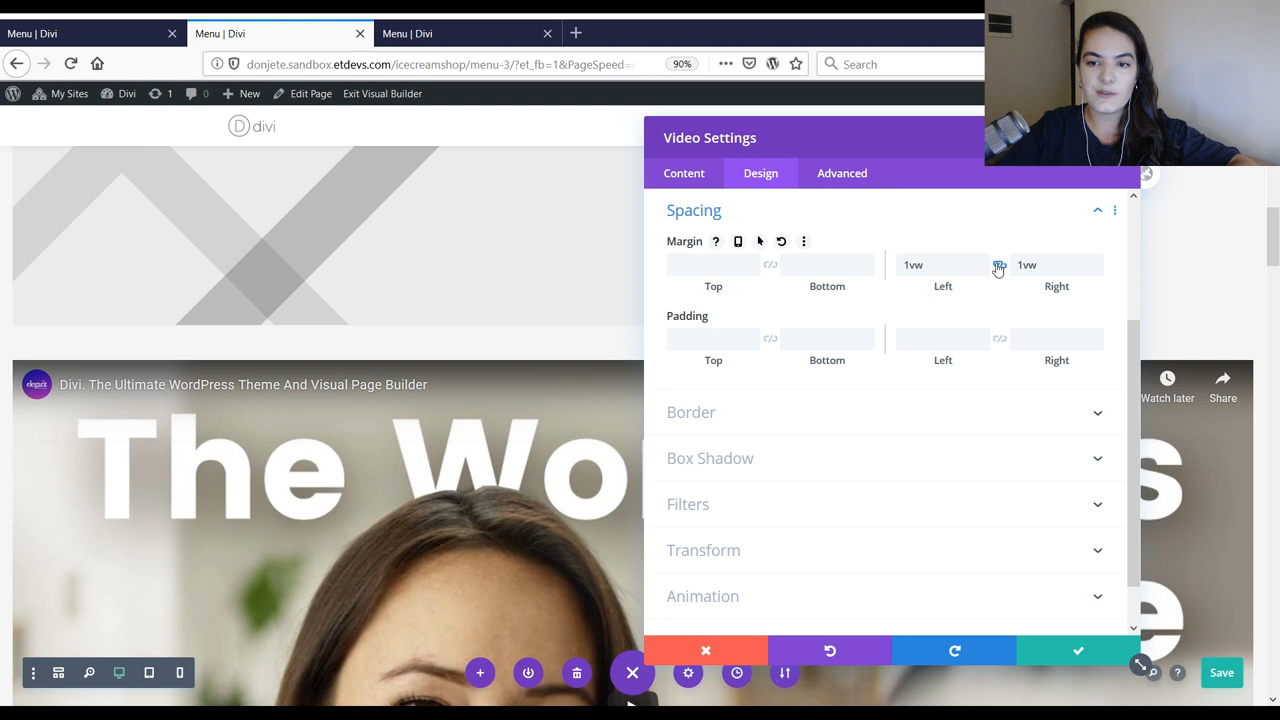 Menu | Divi
Menu | Divi
Menu | Divi
donjete.sandbox.etdevs.com/icecreamshop/menu-3/?et_fb=1&PageSpeed=
90%
Search
My Sites
Divi
1
0
New
Edit Page
Exit Visual Builder
D divi
Video Settings
Content
Design
Advanced
Spacing
Margin
1vw
1vw
Top
Bottom
Left
Right
Padding
Top
Bottom
Left
Right
Border
Box Shadow
Filters
Transform
Animation
elegant
Divi. The Ultimate WordPress Theme And Visual Page Builder
Watch later
Share
The Wo
s
e
Save